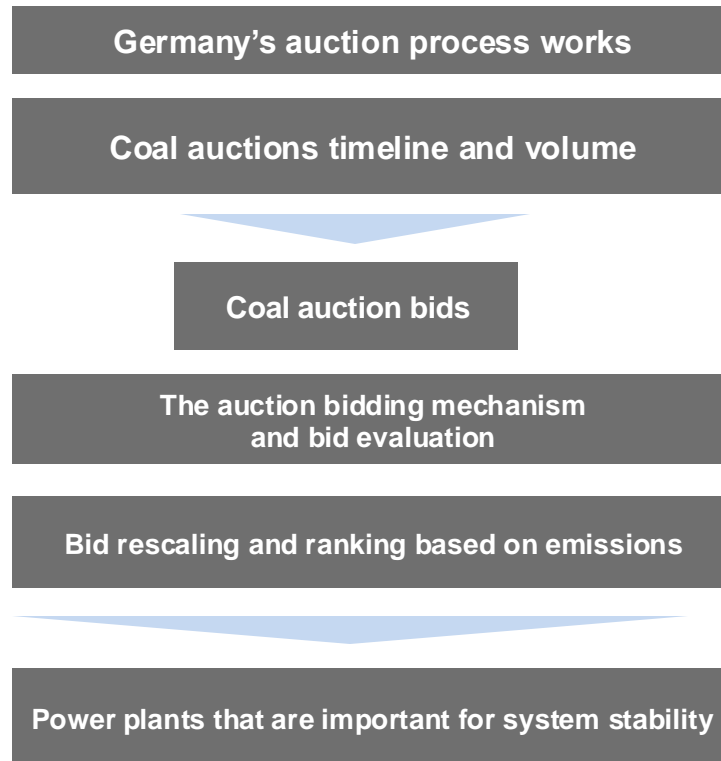 Germany’s auction process works
Coal auctions timeline and volume
Coal auction bids
The auction bidding mechanism
and bid evaluation
Bid rescaling and ranking based on emissions
Power plants that are important for system stability